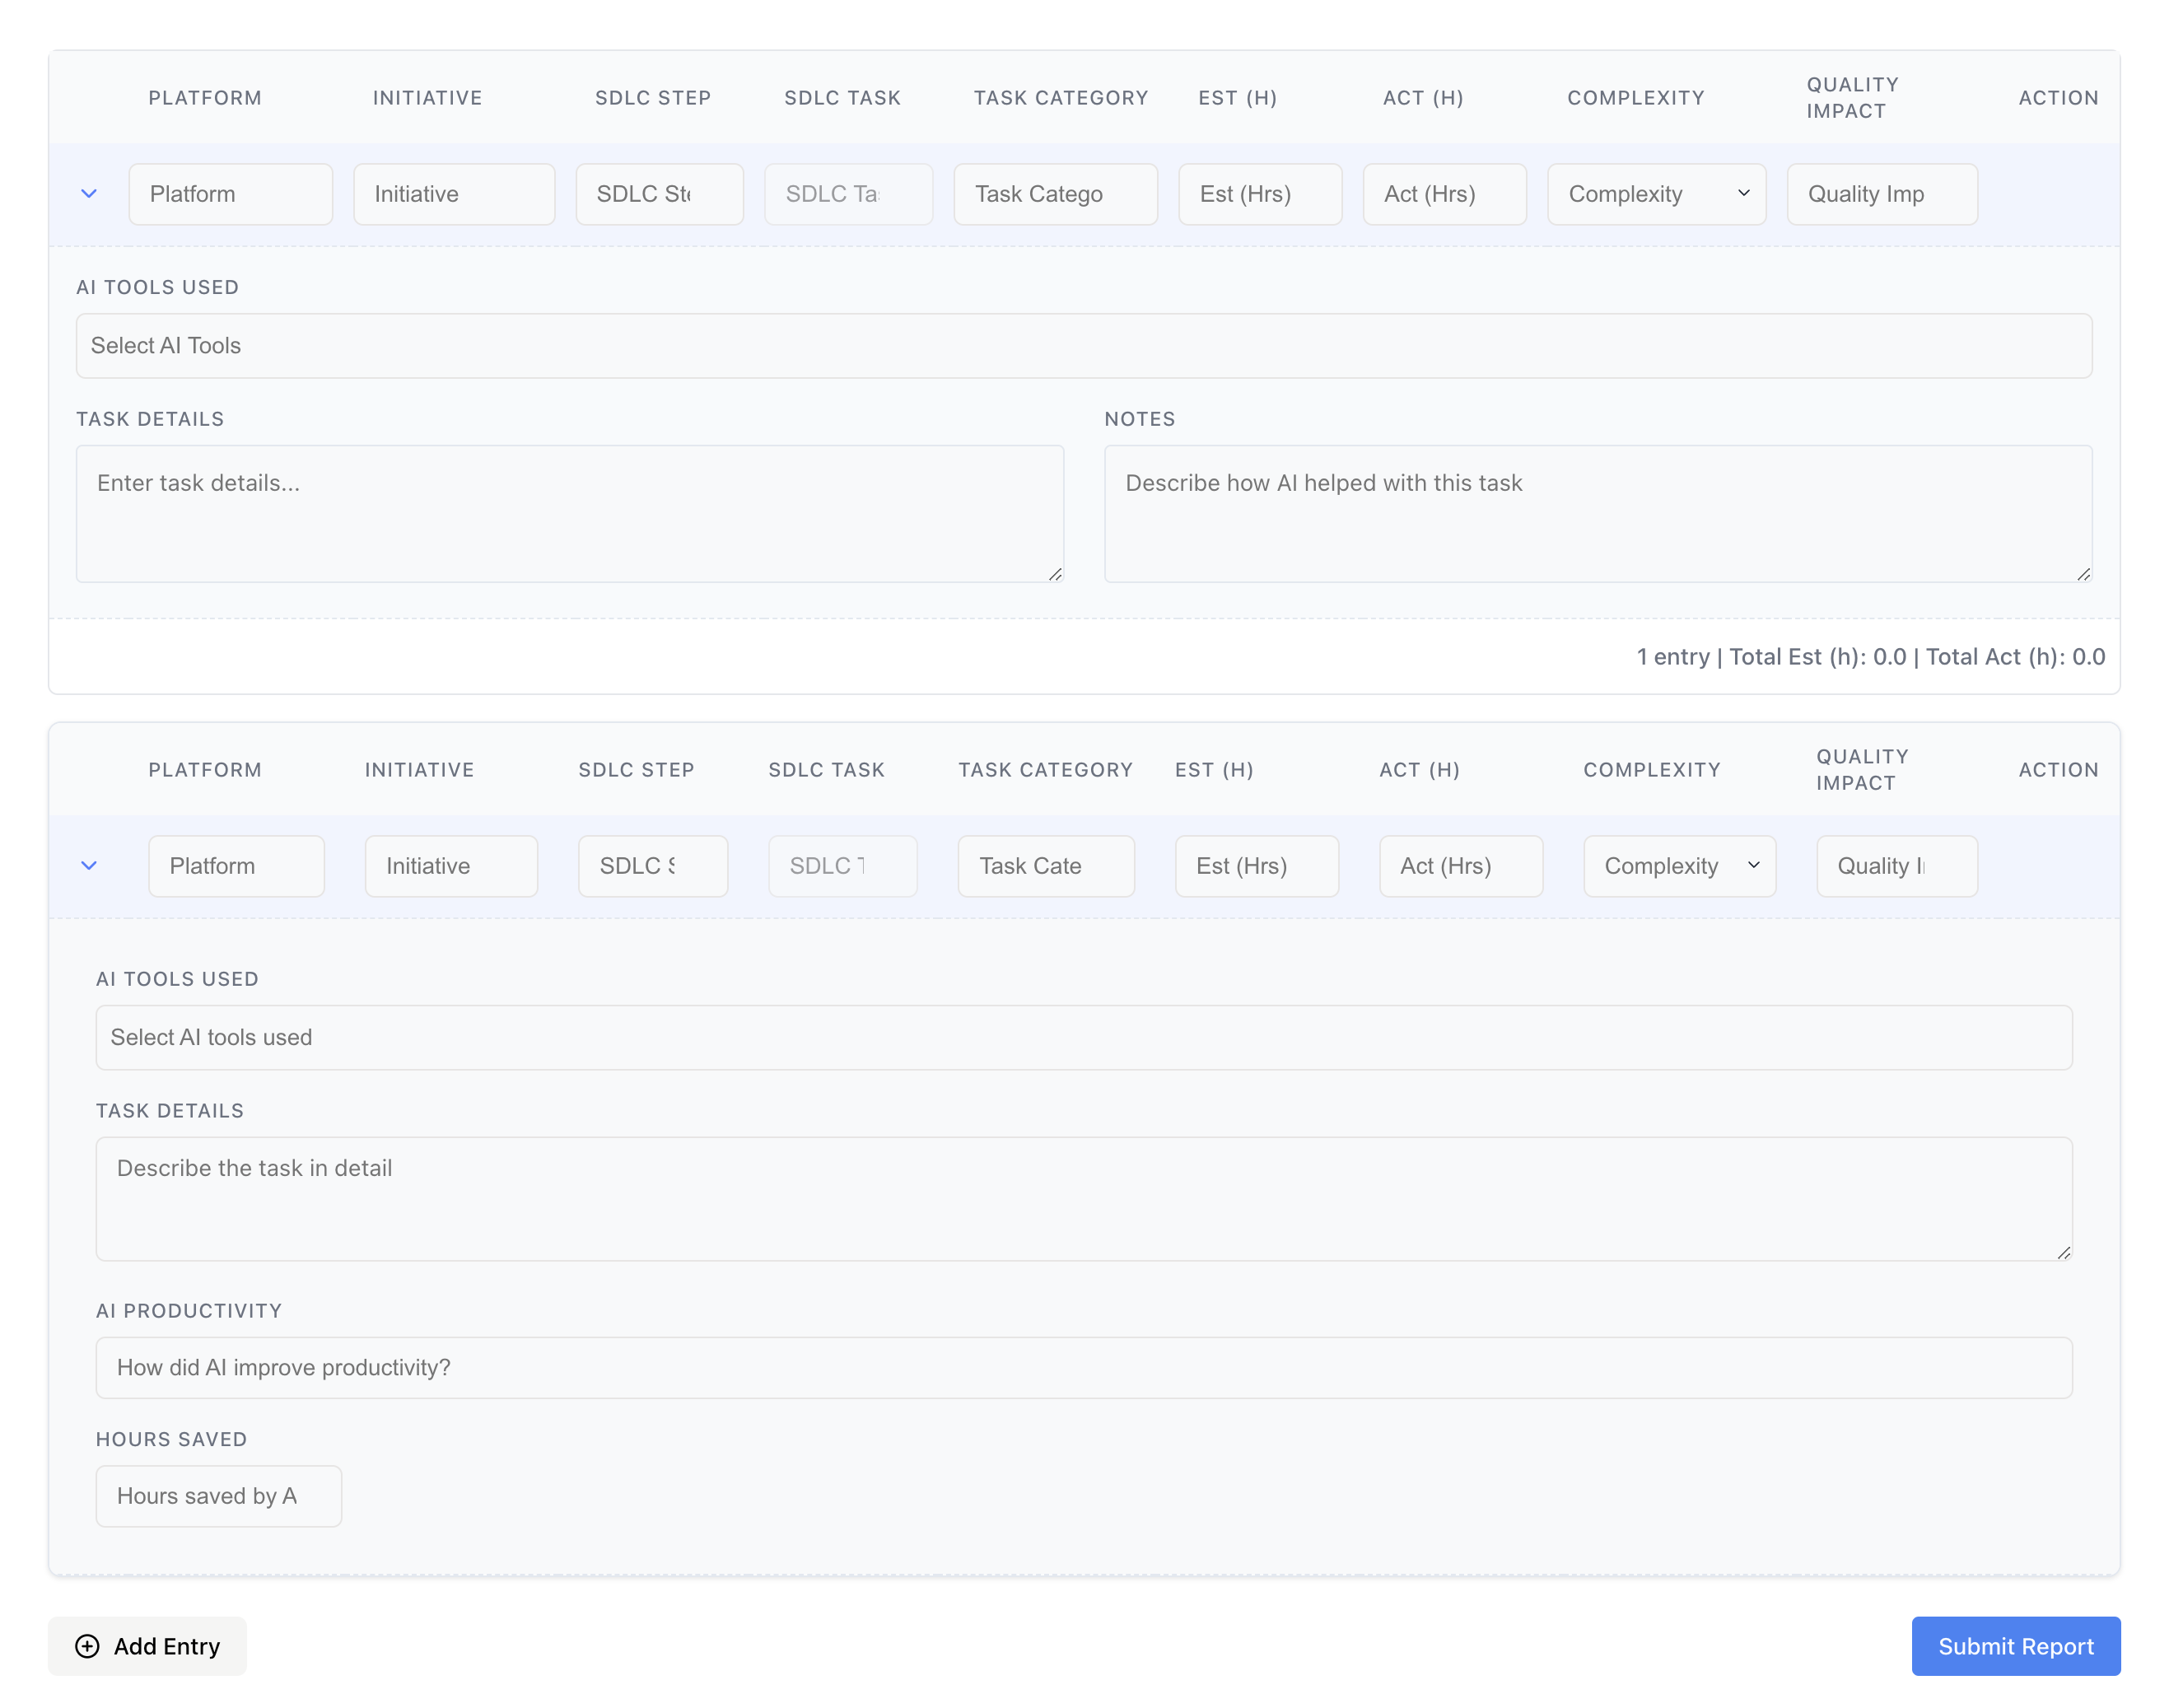 PLATFORM INITIATIVE SDLC STEP SDLC TASK TASK CATEGORY EST (H) ACT (H) COMPLEXITY QUALITY IMPACT ACTION
Platform Initiative SDLC Ste SDLC Ta Task Catego Est (Hrs) Act (Hrs) Complexity Quality Imp
AI TOOLS USED
Select AI Tools
TASK DETAILS NOTES
Enter task details... Describe how AI helped with this task
1 entry | Total Est (h): 0.0 | Total Act (h): 0.0
PLATFORM INITIATIVE SDLC STEP SDLC TASK TASK CATEGORY EST (H) ACT (H) COMPLEXITY QUALITY IMPACT ACTION
Platform Initiative SDLC S SDLC T Task Cate Est (Hrs) Act (Hrs) Complexity Quality I
AI TOOLS USED
Select AI tools used
TASK DETAILS
Describe the task in detail
AI PRODUCTIVITY
How did AI improve productivity?
HOURS SAVED
Hours saved by A
Add Entry Submit Report